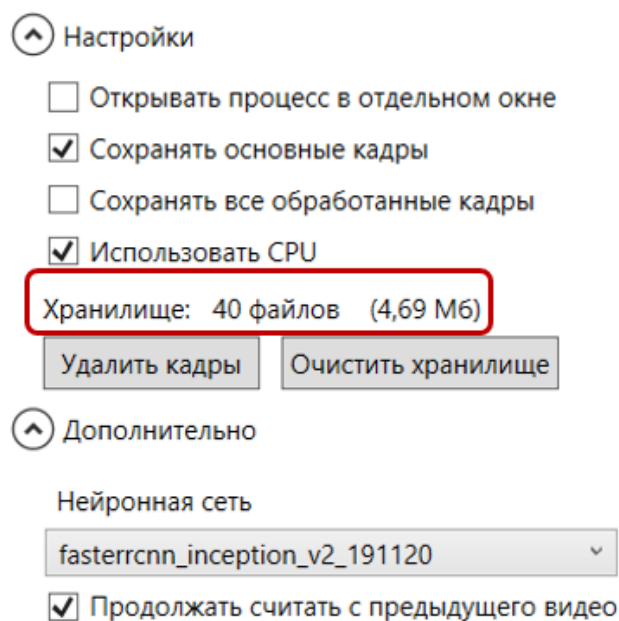 Настройки
Открывать процесс в отдельном окне
Сохранять основные кадры
Сохранять все обработанные кадры
Использовать CPU
Хранилище: 40 файлов (4,69 Мб)
Удалить кадры Очистить хранилище
Дополнительно
Нейронная сеть
fasterrcnn_inception_v2_191120
Продолжать считать с предыдущего видео